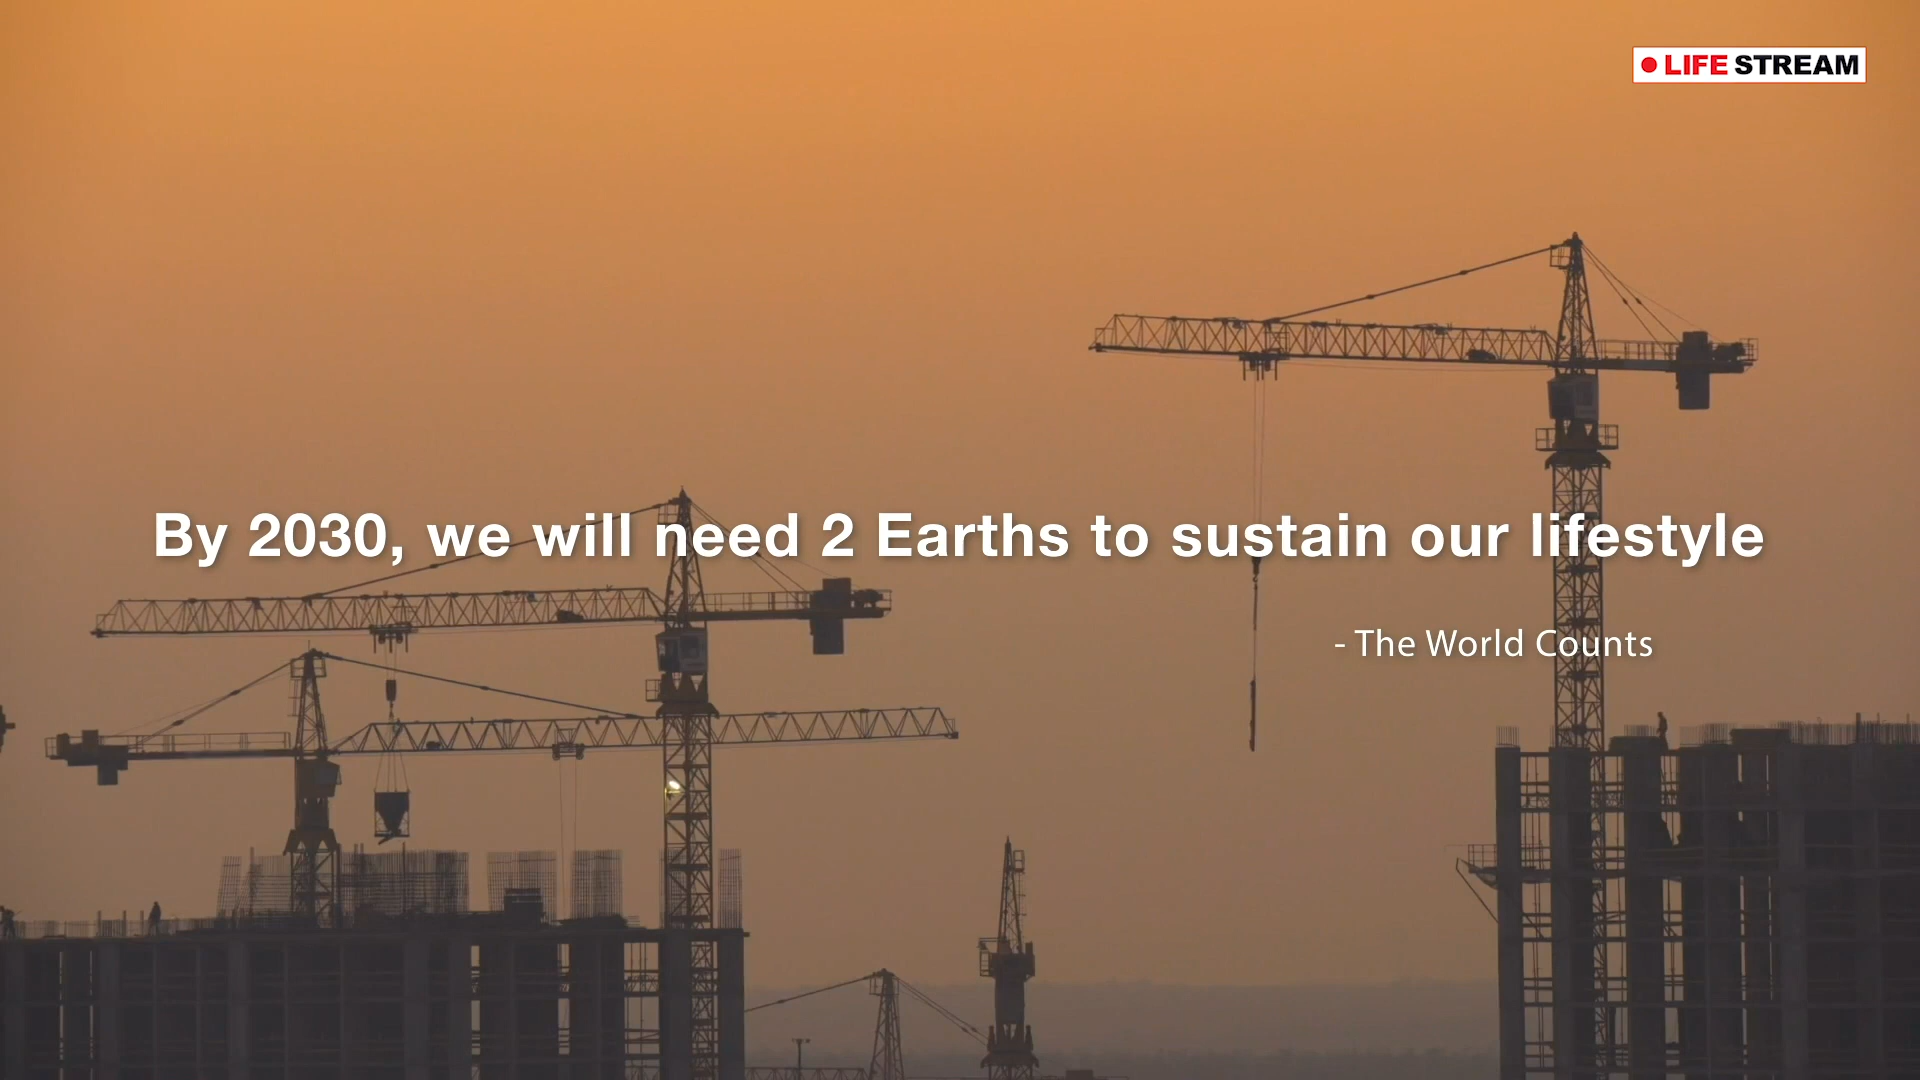 LIFE STREAM
By 2030, we will need 2 Earths to sustain our lifestyle
- The World Counts